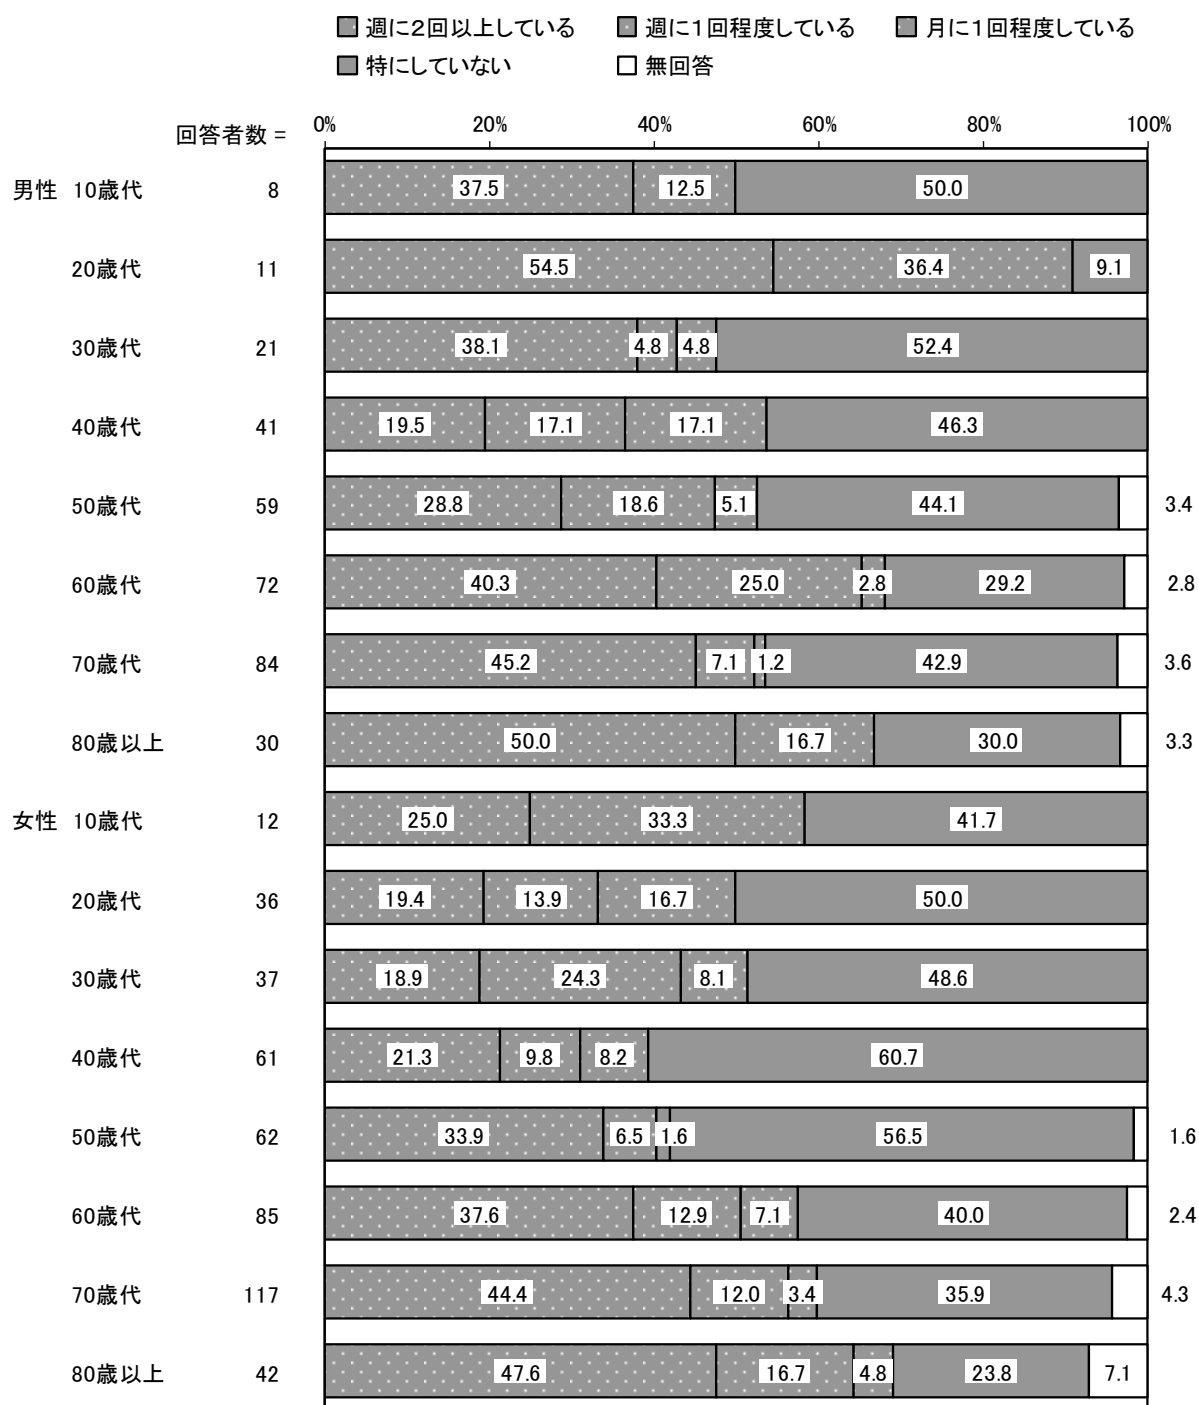 週に２回以上している 週に１回程度している 月に１回程度している
特にしていない 無回答
回答者数 = 0% 20% 40% 60% 80% 100%
男性 10歳代 8 37.5 12.5 50.0
20歳代 11 54.5 36.4 9.1
30歳代 21 38.1 4.8 4.8 52.4
40歳代 41 19.5 17.1 17.1 46.3
50歳代 59 28.8 18.6 5.1 44.1 3.4
60歳代 72 40.3 25.0 2.8 29.2 2.8
70歳代 84 45.2 7.1 1.2 42.9 3.6
80歳以上 30 50.0 16.7 30.0 3.3
女性 10歳代 12 25.0 33.3 41.7
20歳代 36 19.4 13.9 16.7 50.0
30歳代 37 18.9 24.3 8.1 48.6
40歳代 61 21.3 9.8 8.2 60.7
50歳代 62 33.9 6.5 1.6 56.5 1.6
60歳代 85 37.6 12.9 7.1 40.0 2.4
70歳代 117 44.4 12.0 3.4 35.9 4.3
80歳以上 42 47.6 16.7 4.8 23.8 7.1